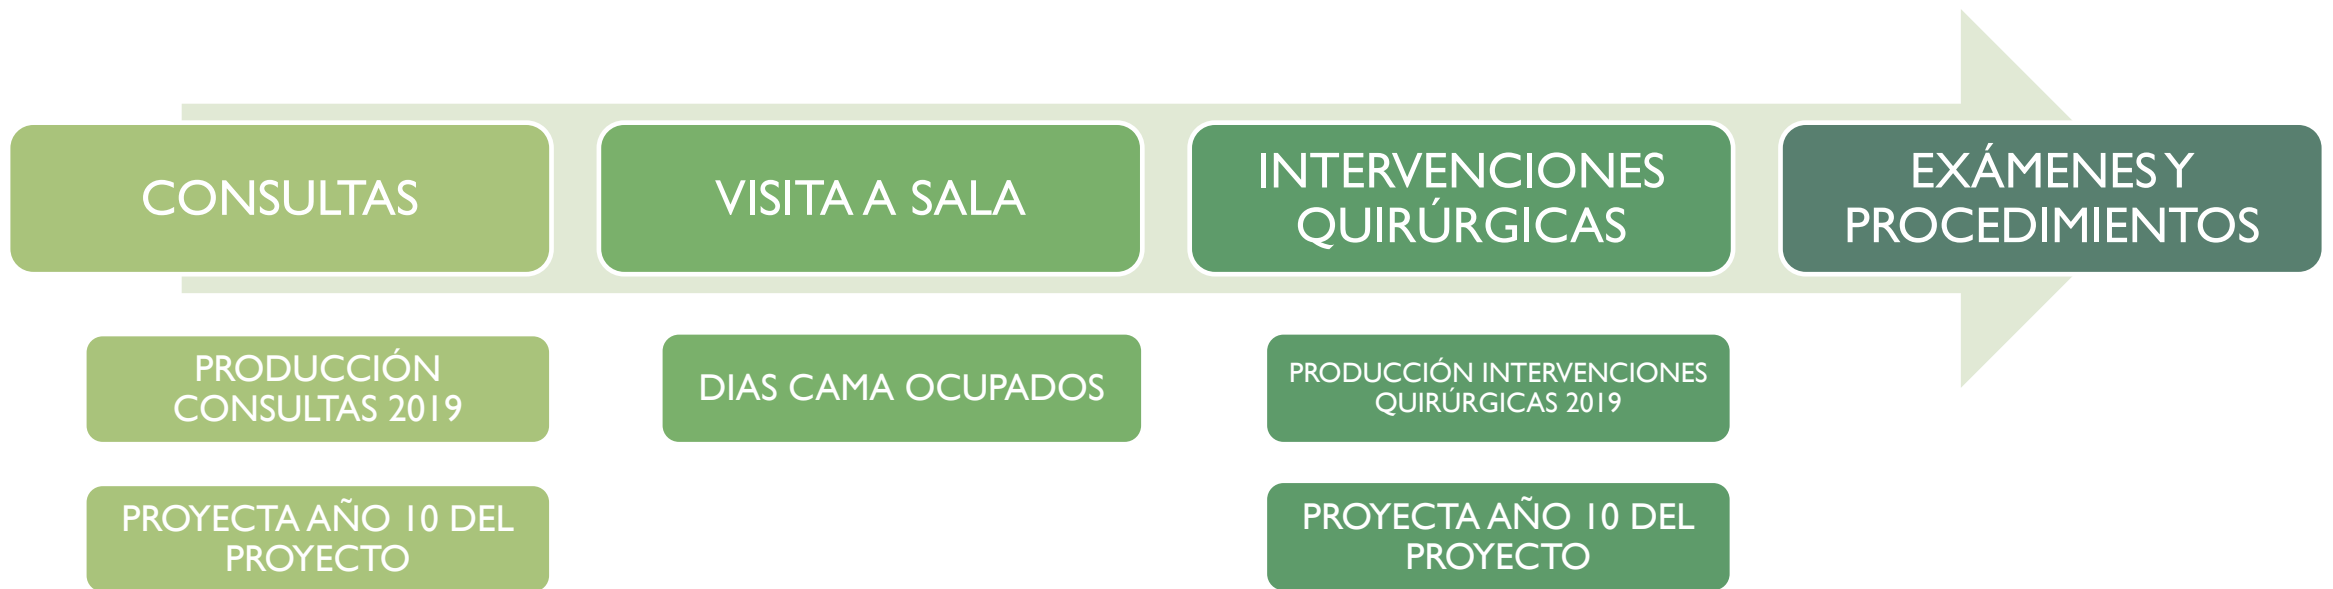 CONSULTAS
VISITA A SALA
INTERVENCIONES
QUIRÚRGICAS
EXÁMENES Y
PROCEDIMIENTOS
PRODUCCIÓN
CONSULTAS 2019
DIAS CAMA OCUPADOS
PRODUCCIÓN INTERVENCIONES
QUIRÚRGICAS 2019
PROYECTA AÑO 10 DEL
PROYECTO
PROYECTA AÑO 10 DEL
PROYECTO